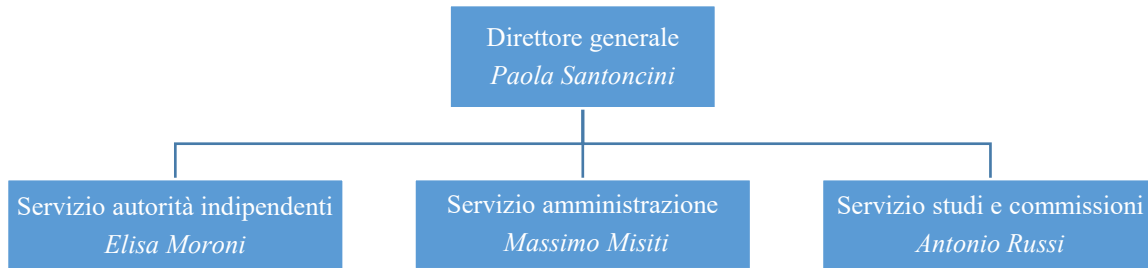 Direttore generale
Paola Santoncini
Servizio autorità indipendenti
Elisa Moroni
Servizio amministrazione
Massimo Misiti
Servizio studi e commissioni
Antonio Russi